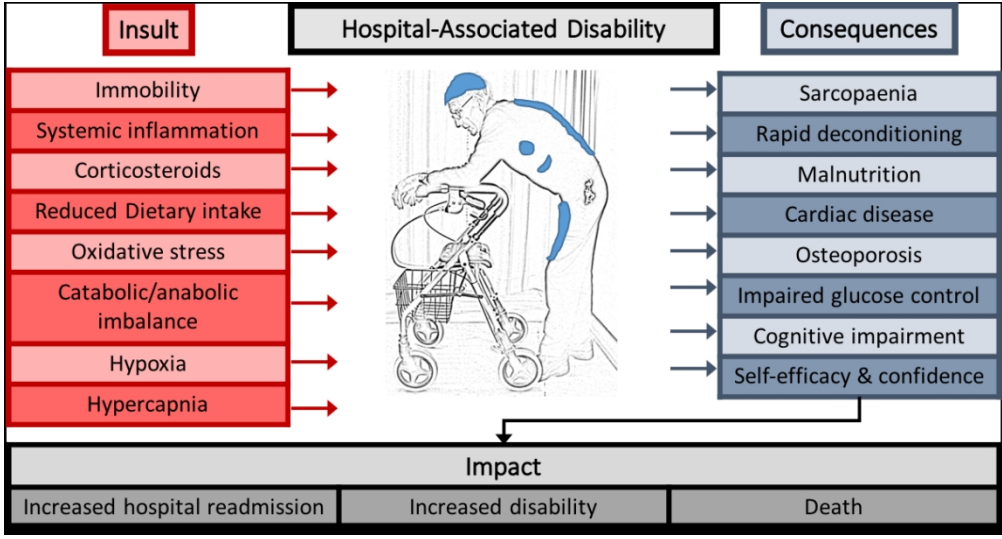 Insult
Hospital-Associated Disability
Consequences
Immobility
Systemic inflammation
Corticosteroids
Reduced Dietary intake
Oxidative stress
Catabolic/anabolic
imbalance
Hypoxia
Hypercapnia
Sarcopaenia
Rapid deconditioning
Malnutrition
Cardiac disease
Osteoporosis
Impaired glucose control
Cognitive impairment
Self-efficacy & confidence
Impact
Increased hospital readmission
Increased disability
Death